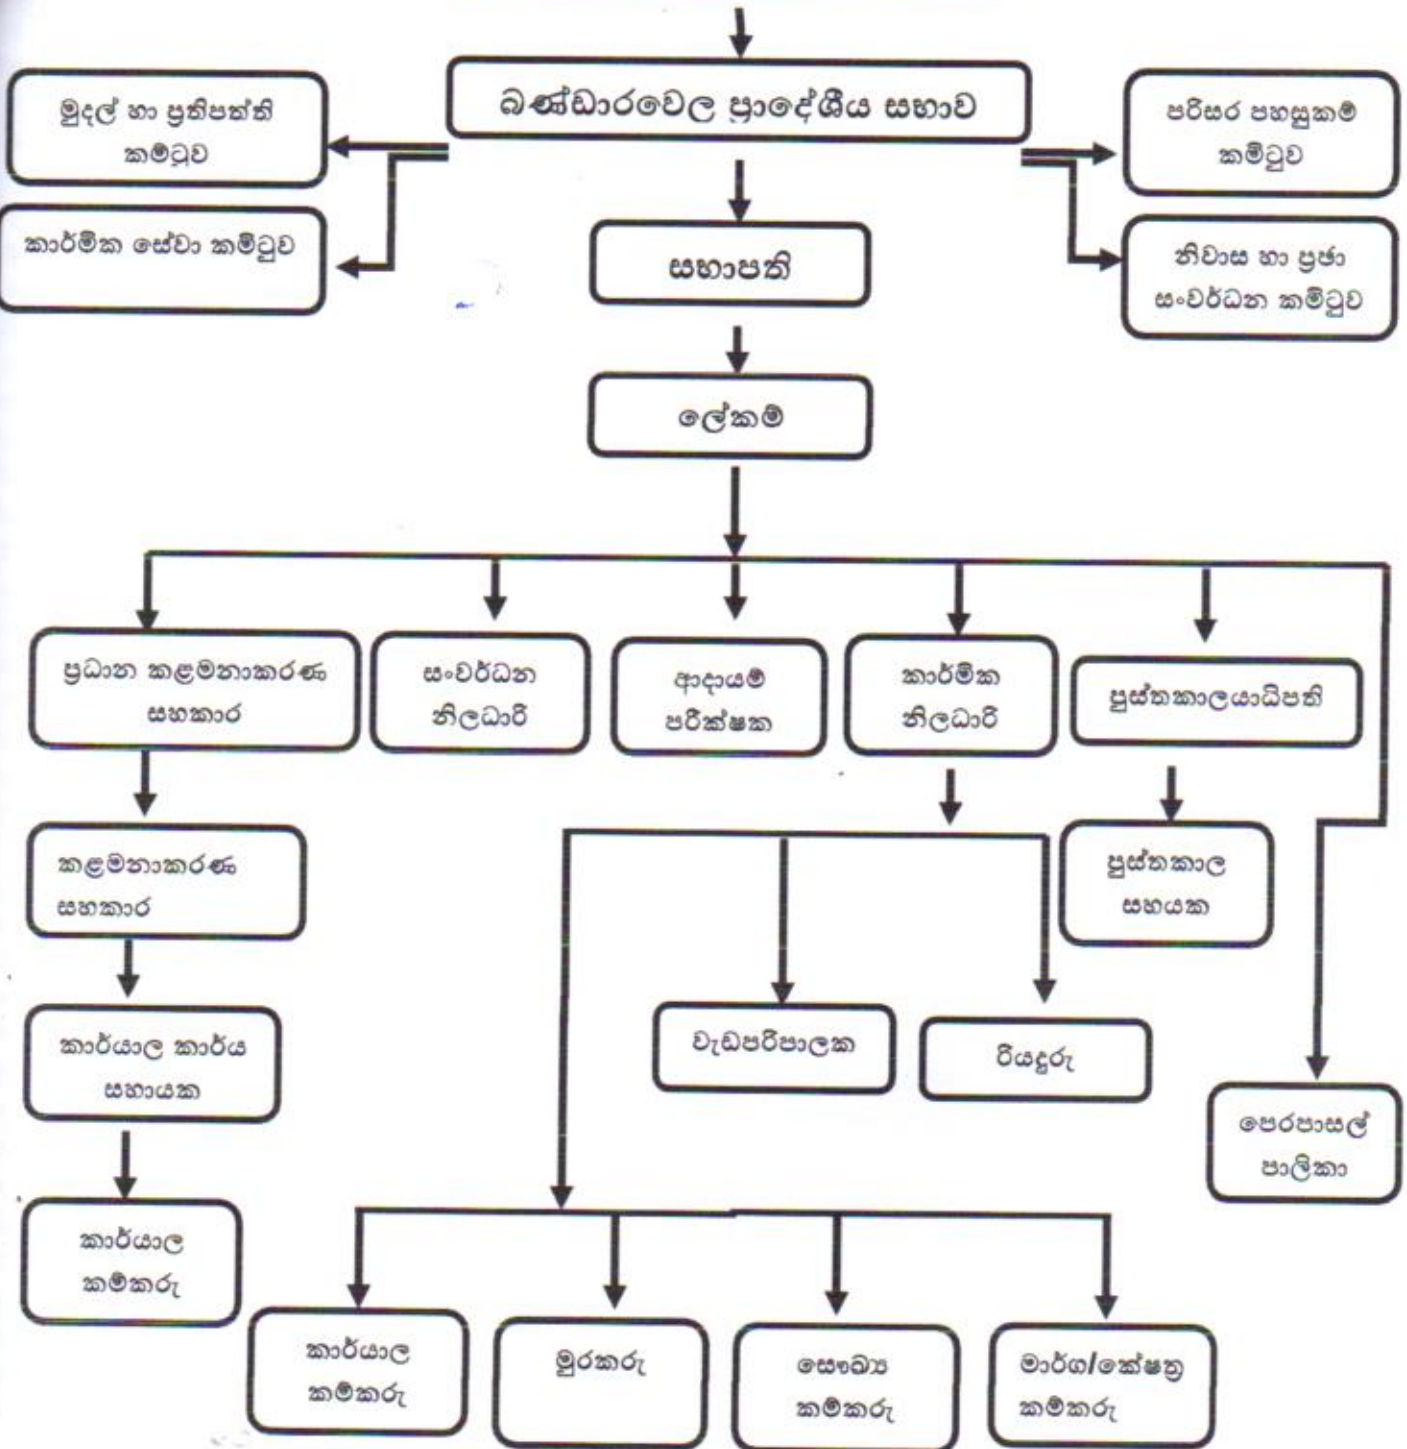 බණ්ඩාරවෙල ප්‍රාදේශීය සභාව
මුදල් හා ප්‍රතිපත්ති
කමිටුව
කාර්මික සේවා කමිටුව
පරිසර පහසුකම්
කමිටුව
නිවාස හා ප්‍රජා
සංවර්ධන කමිටුව
සභාපති
ලේකම්
ප්‍රධාන කළමනාකරණ
සහකාර
සංවර්ධන
නිලධාරි
ආදායම්
පරීක්ෂක
කාර්මික
නිලධාරී
පුස්තකාලයාධිපති
කළමනාකරණ
සහකාර
පුස්තකාල
සහයක
කාර්යාල කාර්ය
සහායක
වැඩපරිපාලක
රියදුරු
පෙරපාසල්
පාලිකා
කාර්යාල
කම්කරු
කාර්යාල
කම්කරු
මුරකරු
සෞඛ්‍ය
කම්කරු
මාර්ග/කේෂත්‍ර
කම්කරු